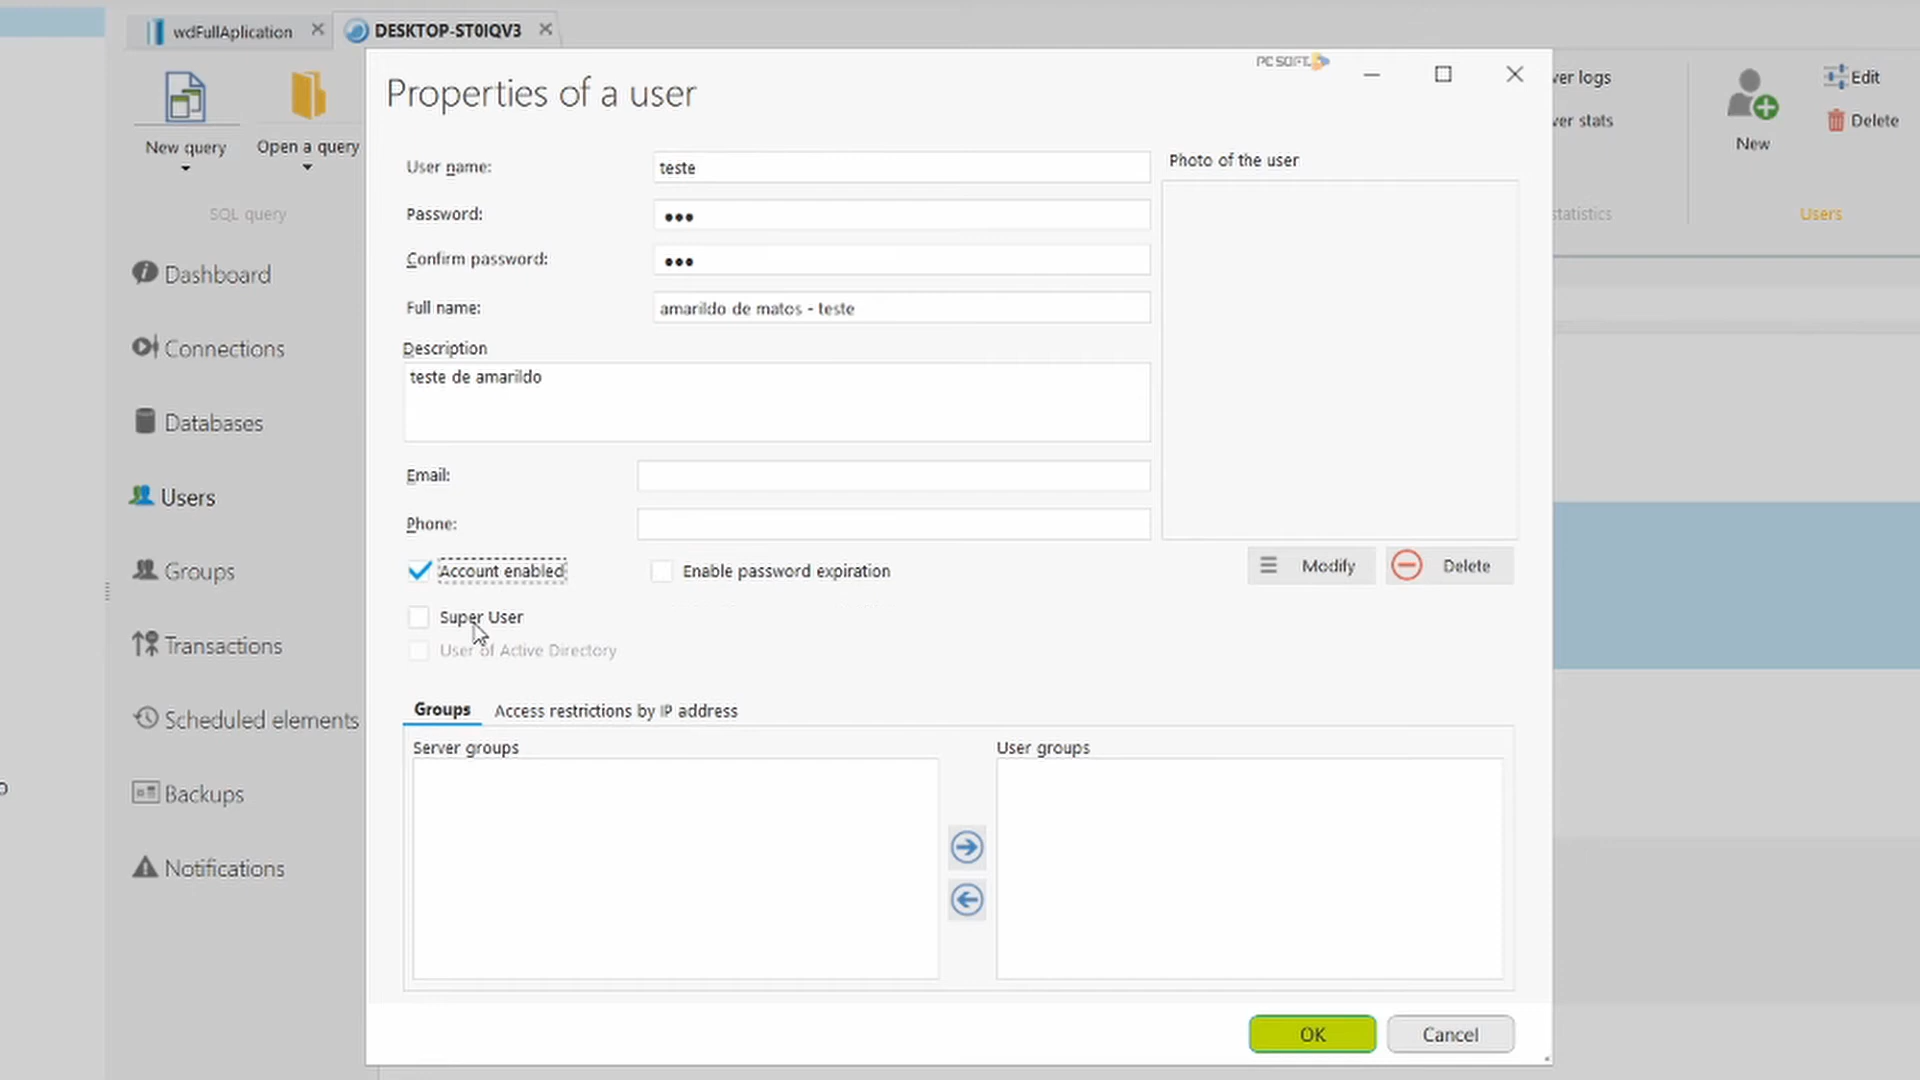 wdFullAplication
DESKTOP-ST0IQV3
New query
Open a query
SQL query
Dashboard
Connections
Databases
Users
Groups
Transactions
Scheduled elements
Backups
Notifications
PC SOFT
Properties of a user
User name:
teste
Password:
●●●
Confirm password:
●●●
Full name:
amarildo de matos - teste
Description
teste de amarildo
Email:
Phone:
Account enabled
Enable password expiration
Super User
User of Active Directory
Photo of the user
Modify
Delete
Groups
Access restrictions by IP address
Server groups
User groups
OK
Cancel
ver logs
ver stats
statistics
New
Edit
Delete
Users